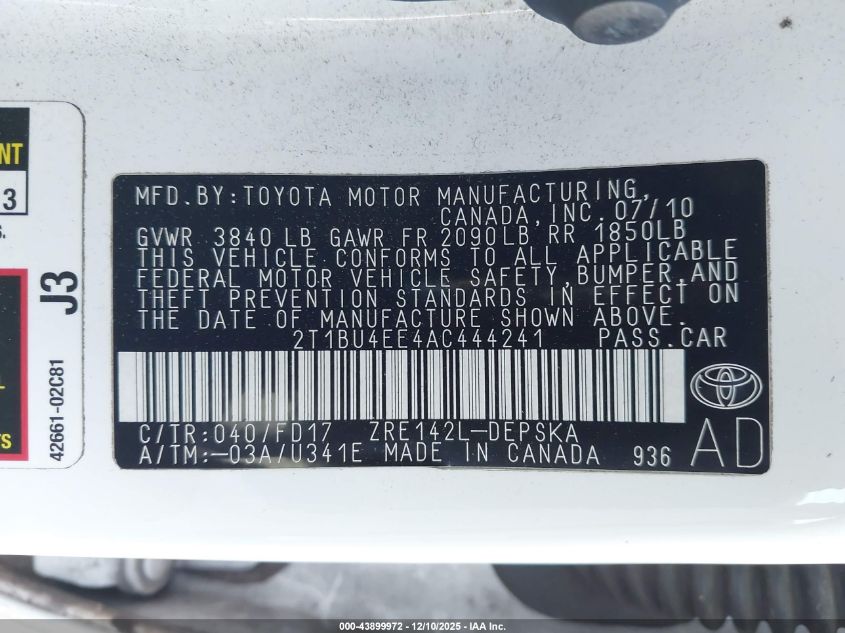 NT
3
S.
J3
42661-02C81
L
TS
MFD.BY:TOYOTA MOTOR MANUFACTURING,
CANADA, INC. 07/10
GVWR 3840 LB GAWR FR 2090LB RR 1850LB
THIS VEHICLE CONFORMS TO ALL APPLICABLE
FEDERAL MOTOR VEHICLE SAFETY, BUMPER, AND
THEFT PREVENTION STANDARDS IN EFFECT ON
THE DATE OF MANUFACTURE SHOWN ABOVE.
2T1BU4EE4AC444241 PASS.CAR
C/TR:040/FD17 ZRE142L-DEPSKA
A/TM:-03A/U341E MADE IN CANADA 936
AD
000-43899972 - 12/10/2025 - IAA Inc.